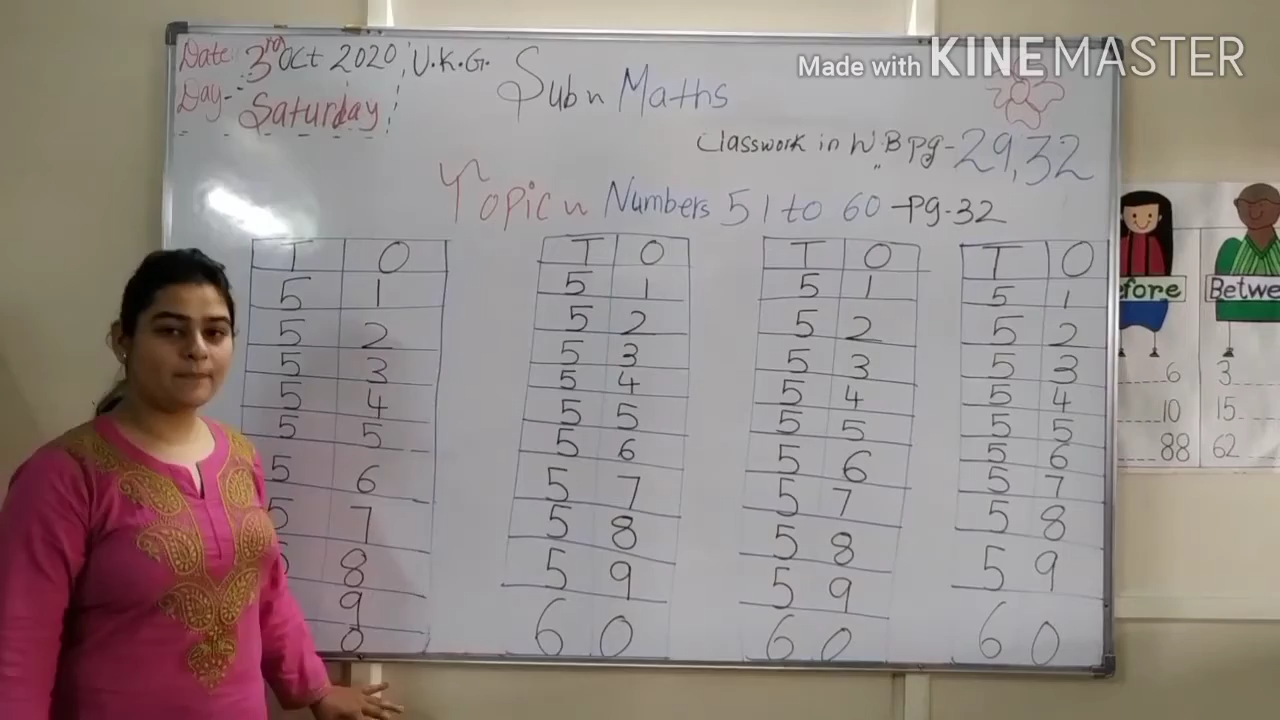 Made with KINEMASTER
Date: 3rd Oct 2020, U.K.G.
Day- Saturday
Sub Maths
Classwork in W.B pg-29,32
Topic Numbers 51 to 60 -pg-32
T O T O T O T O
5 1 5 1 5 1 5 1
5 2 5 2 5 2 5 2
5 3 5 3 5 3 5 3
5 4 5 4 5 4 5 4
5 5 5 5 5 5 5 5
5 6 5 6 5 6 5 6
5 7 5 7 5 7 5 7
8 5 8 5 8 5 8
9 5 9 5 9 5 9
0 6 0 6 0 6 0
efore Betwe
6 3
10 15
88 62